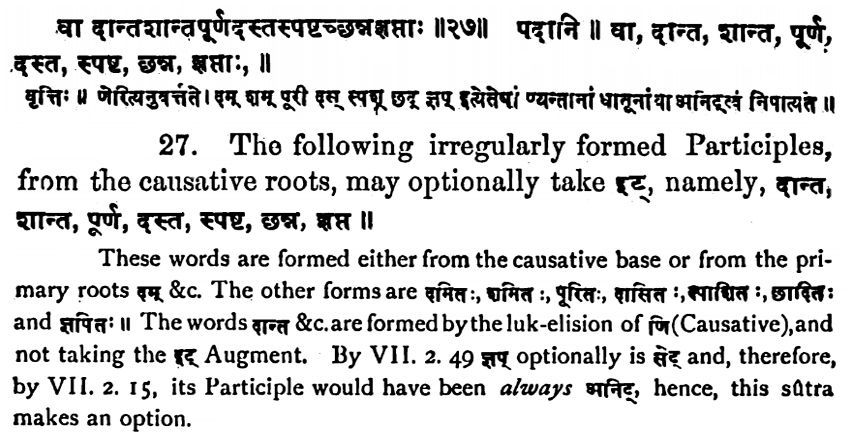 वा दान्तशान्तपूर्णदस्तस्पष्टच्छन्नज्ञप्ताः ॥२७॥ पदानि ॥ वा, दान्त, शान्त, पूर्ण,
दस्त, स्पष्ट, छन्न, ज्ञप्ताः, ॥
वृत्तिः ॥ णेरित्यनुवर्त्तते। दम् शम् पूरी दस् स्पश् छद् ज्ञप् इत्येतेषां ण्यन्तानां धातूनां वा अनिट्त्वं निपात्यते ॥
27. The following irregularly formed Participles,
from the causative roots, may optionally take इट्, namely, दान्त,
शान्त, पूर्ण, दस्त, स्पष्ट, छन्न, ज्ञप्त ॥
These words are formed either from the causative base or from the pri-
mary roots दम् &c. The other forms are दमितः, शमितः, पूरितः, दासितः, स्पाशितः, छादितः
and ज्ञपितः ॥ The words दान्त &c. are formed by the luk-elision of णि (Causative), and
not taking the इट् Augment. By VII. 2. 49 ज्ञप् optionally is सेट् and, therefore,
by VII. 2. 15, its Participle would have been always अनिट्, hence, this sûtra
makes an option.